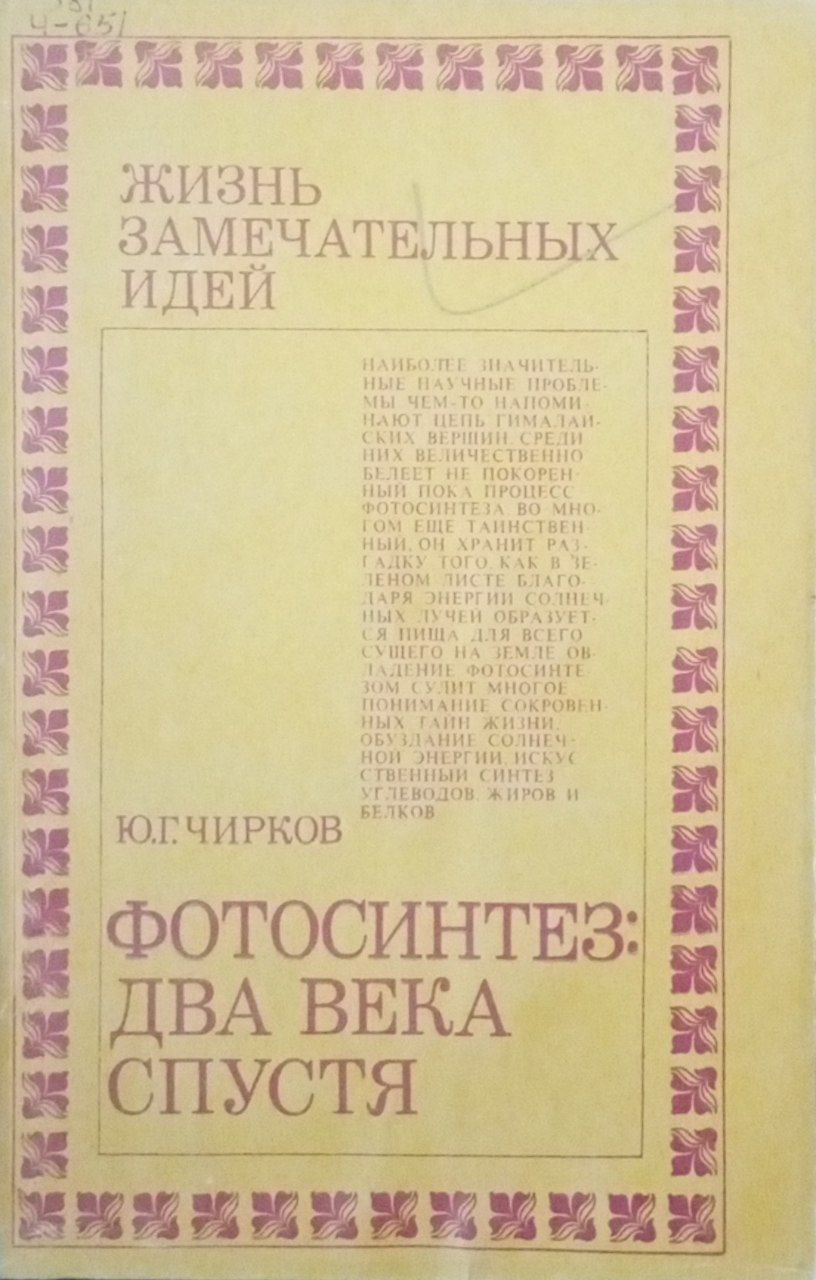 Ч-651
ЖИЗНЬ
ЗАМЕЧАТЕЛЬНЫХ
ИДЕЙ
НАИБОЛЕЕ ЗНАЧИТЕЛЬ-
НЫЕ НАУЧНЫЕ ПРОБЛЕ-
МЫ ЧЕМ-ТО НАПОМИ-
НАЮТ ЦЕПЬ ГИМАЛАЙ-
СКИХ ВЕРШИН. СРЕДИ
НИХ ВЕЛИЧЕСТВЕННО
БЕЛЕЕТ НЕ ПОКОРЕН-
НЫЙ ПОКА ПРОЦЕСС
ФОТОСИНТЕЗА. ВО МНО-
ГОМ ЕЩЕ ТАИНСТВЕН-
НЫЙ, ОН ХРАНИТ РАЗ-
ГАДКУ ТОГО, КАК В ЗЕ-
ЛЕНОМ ЛИСТЕ БЛАГО-
ДАРЯ ЭНЕРГИИ СОЛНЕЧ-
НЫХ ЛУЧЕЙ ОБРАЗУЕТ-
СЯ ПИЩА ДЛЯ ВСЕГО
СУЩЕГО НА ЗЕМЛЕ. ОВ-
ЛАДЕНИЕ ФОТОСИНТЕ-
ЗОМ СУЛИТ МНОГОЕ:
ПОНИМАНИЕ СОКРОВЕН-
НЫХ ТАЙН ЖИЗНИ,
ОБУЗДАНИЕ СОЛНЕЧ-
НОЙ ЭНЕРГИИ, ИСКУС-
СТВЕННЫЙ СИНТЕЗ
УГЛЕВОДОВ, ЖИРОВ И
БЕЛКОВ
Ю.Г. ЧИРКОВ
ФОТОСИНТЕЗ:
ДВА ВЕКА
СПУСТЯ